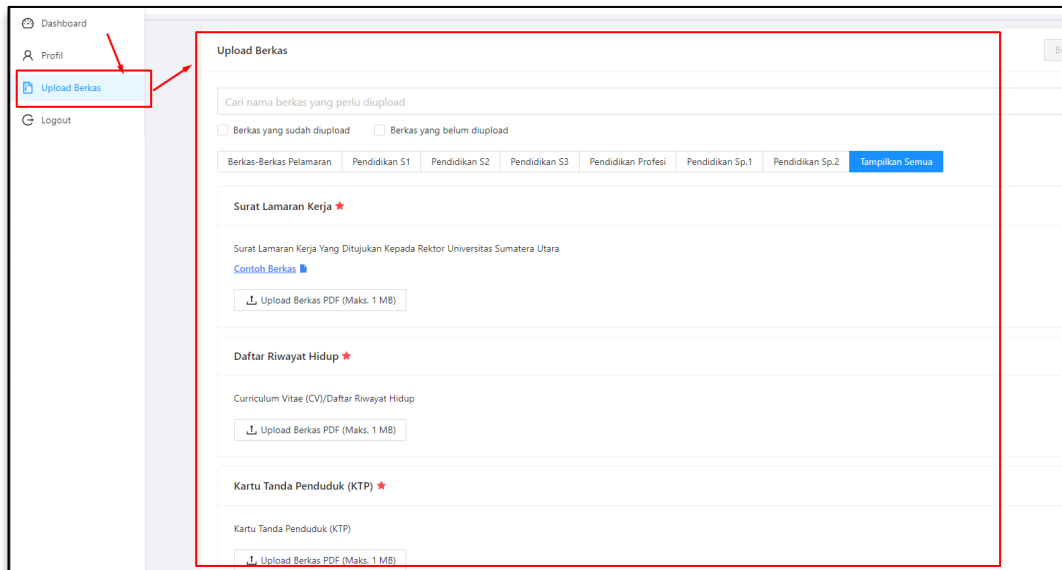 Dashboard
Profil
Upload Berkas
Logout
Upload Berkas
Cari nama berkas yang perlu diupload
Berkas yang sudah diupload Berkas yang belum diupload
Berkas-Berkas Pelamaran Pendidikan S1 Pendidikan S2 Pendidikan S3 Pendidikan Profesi Pendidikan Sp.1 Pendidikan Sp.2 Tampilkan Semua
Surat Lamaran Kerja
Surat Lamaran Kerja Yang Ditujukan Kepada Rektor Universitas Sumatera Utara
Contoh Berkas
Upload Berkas PDF (Maks. 1 MB)
Daftar Riwayat Hidup
Curriculum Vitae (CV)/Daftar Riwayat Hidup
Upload Berkas PDF (Maks. 1 MB)
Kartu Tanda Penduduk (KTP)
Kartu Tanda Penduduk (KTP)
Upload Berkas PDF (Maks. 1 MB)